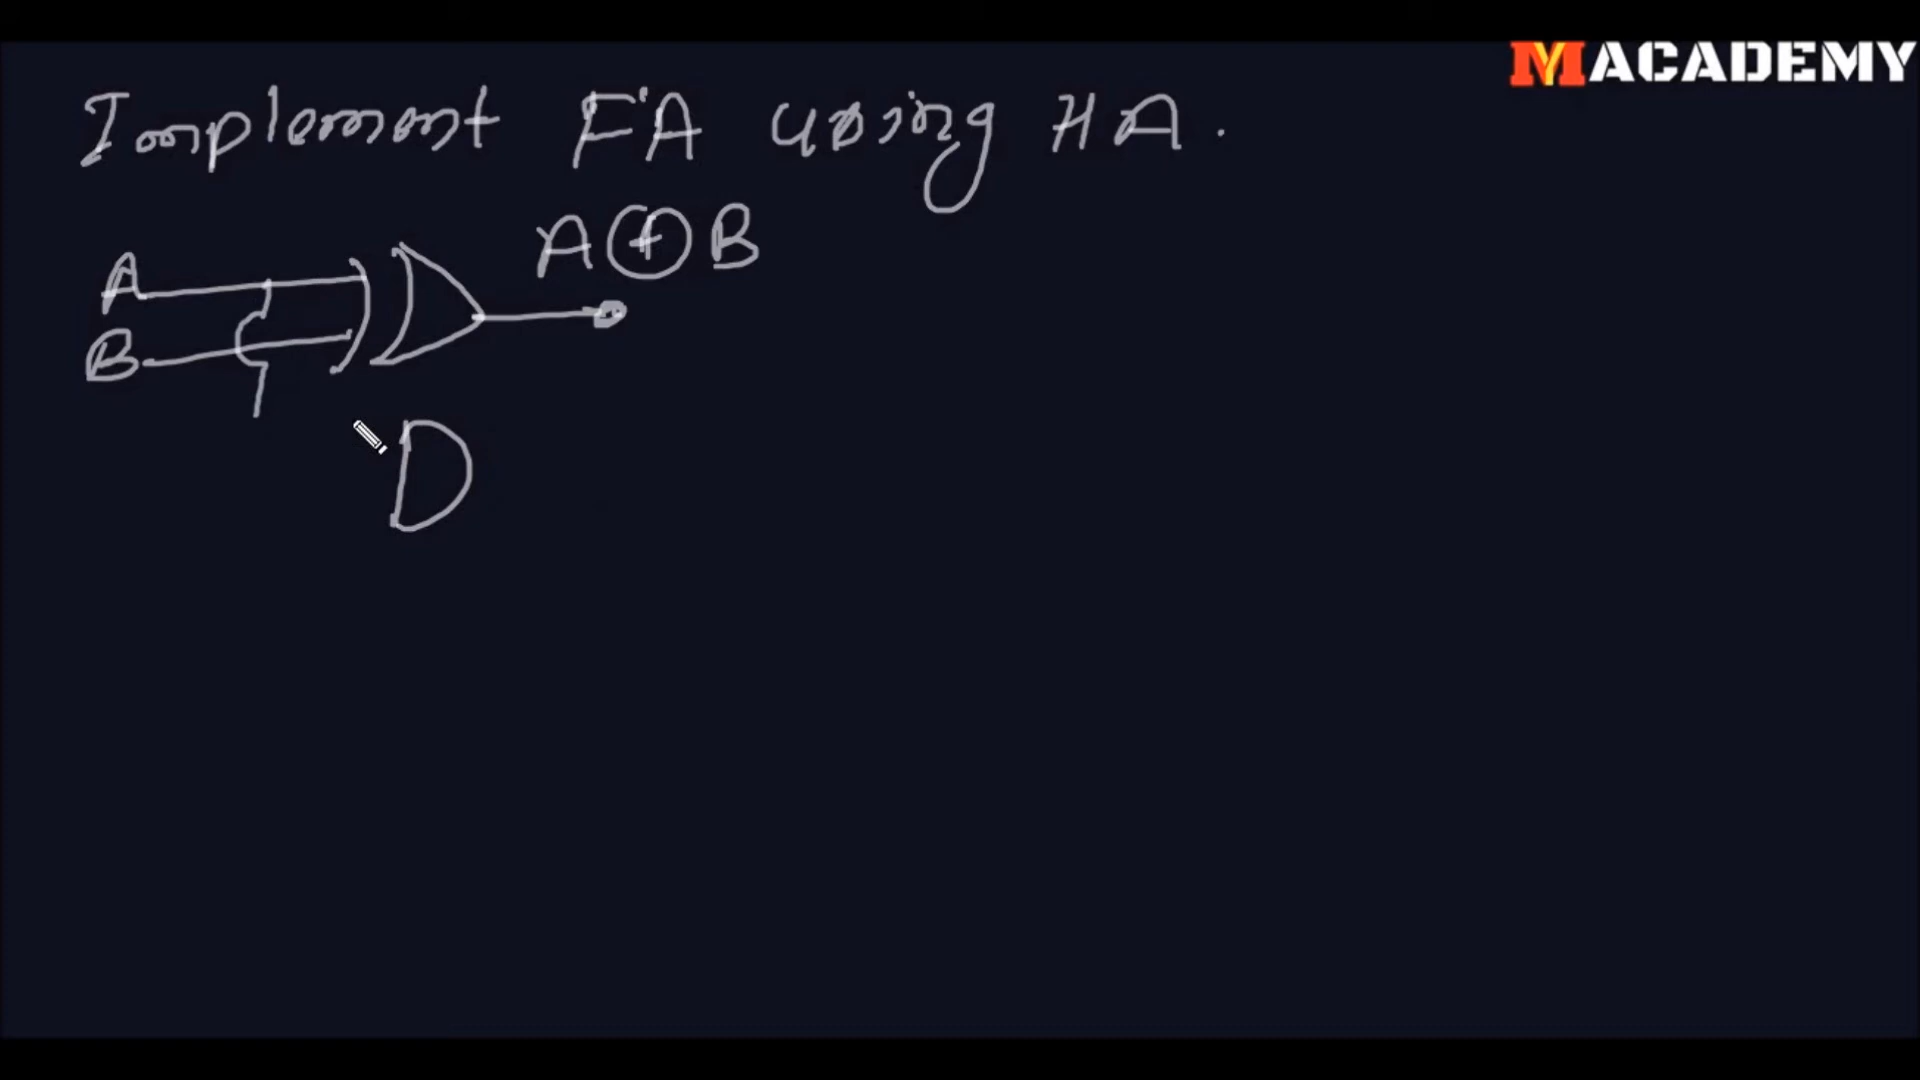 MACADEMY
Implement FA using HA.
A ⊕ B
A
B